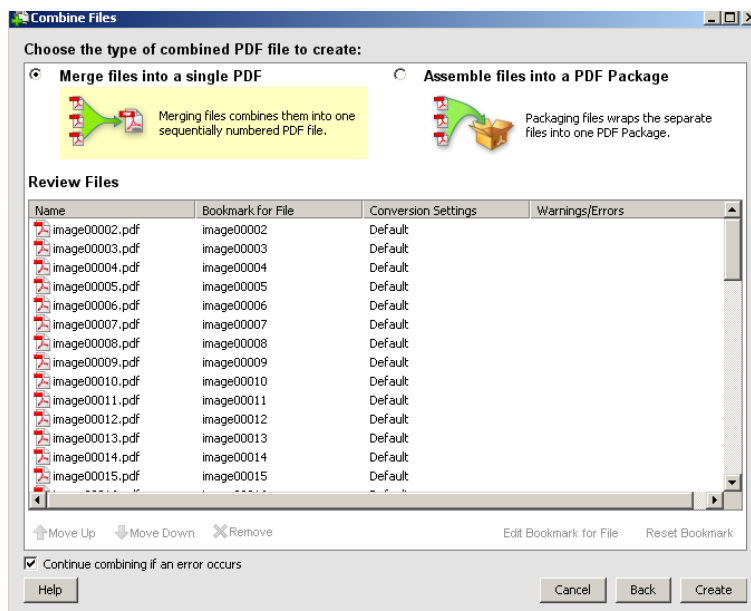 Combine Files
Choose the type of combined PDF file to create:
Merge files into a single PDF
Merging files combines them into one
sequentially numbered PDF file.
Assemble files into a PDF Package
Packaging files wraps the separate
files into one PDF Package.
Review Files
Name Bookmark for File Conversion Settings Warnings/Errors
image00002.pdf image00002 Default
image00003.pdf image00003 Default
image00004.pdf image00004 Default
image00005.pdf image00005 Default
image00006.pdf image00006 Default
image00007.pdf image00007 Default
image00008.pdf image00008 Default
image00009.pdf image00009 Default
image00010.pdf image00010 Default
image00011.pdf image00011 Default
image00012.pdf image00012 Default
image00013.pdf image00013 Default
image00014.pdf image00014 Default
image00015.pdf image00015 Default
Move Up Move Down Remove Edit Bookmark for File Reset Bookmark
Continue combining if an error occurs
Help Cancel Back Create